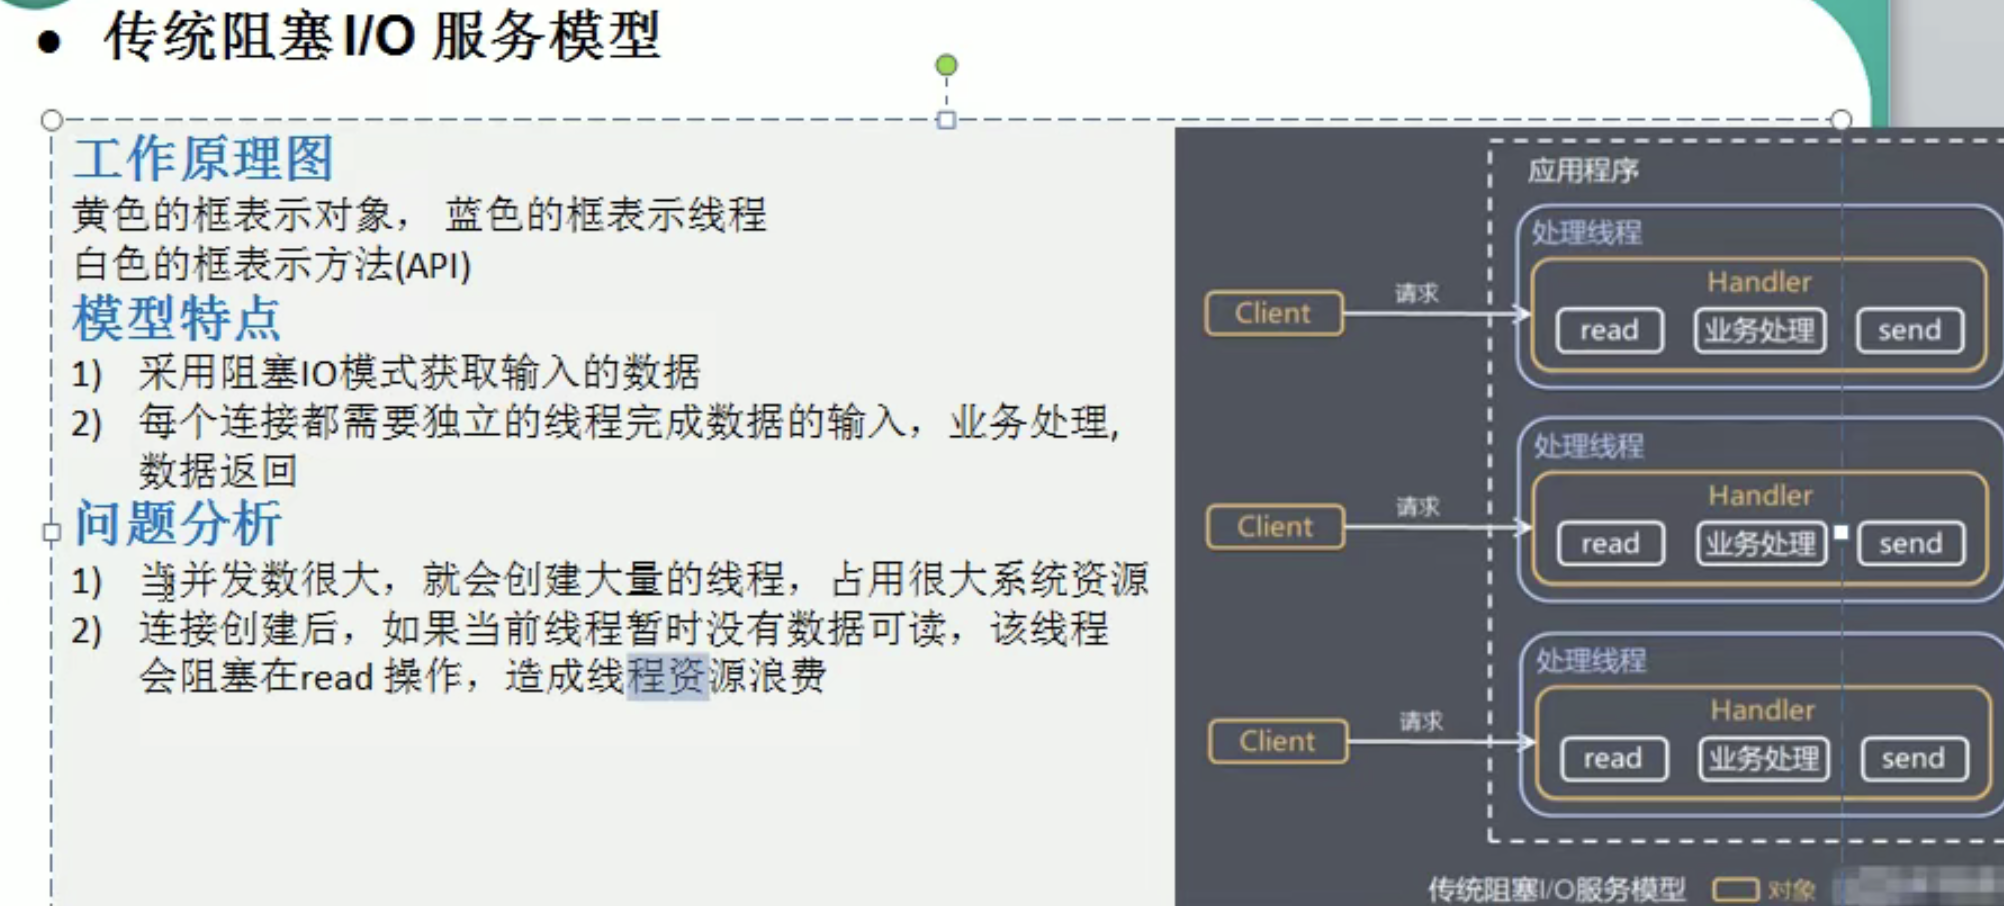 ● 传统阻塞 I/O 服务模型
工作原理图
黄色的框表示对象， 蓝色的框表示线程
白色的框表示方法(API)
模型特点
1) 采用阻塞IO模式获取输入的数据
2) 每个连接都需要独立的线程完成数据的输入，业务处理,
数据返回
问题分析
1) 当并发数很大，就会创建大量的线程，占用很大系统资源
2) 连接创建后，如果当前线程暂时没有数据可读，该线程
会阻塞在read 操作，造成线程资源浪费
应用程序
处理线程
Handler
Client 请求 read 业务处理 send
处理线程
Handler
Client 请求 read 业务处理 send
处理线程
Handler
Client 请求 read 业务处理 send
传统阻塞I/O服务模型 对象